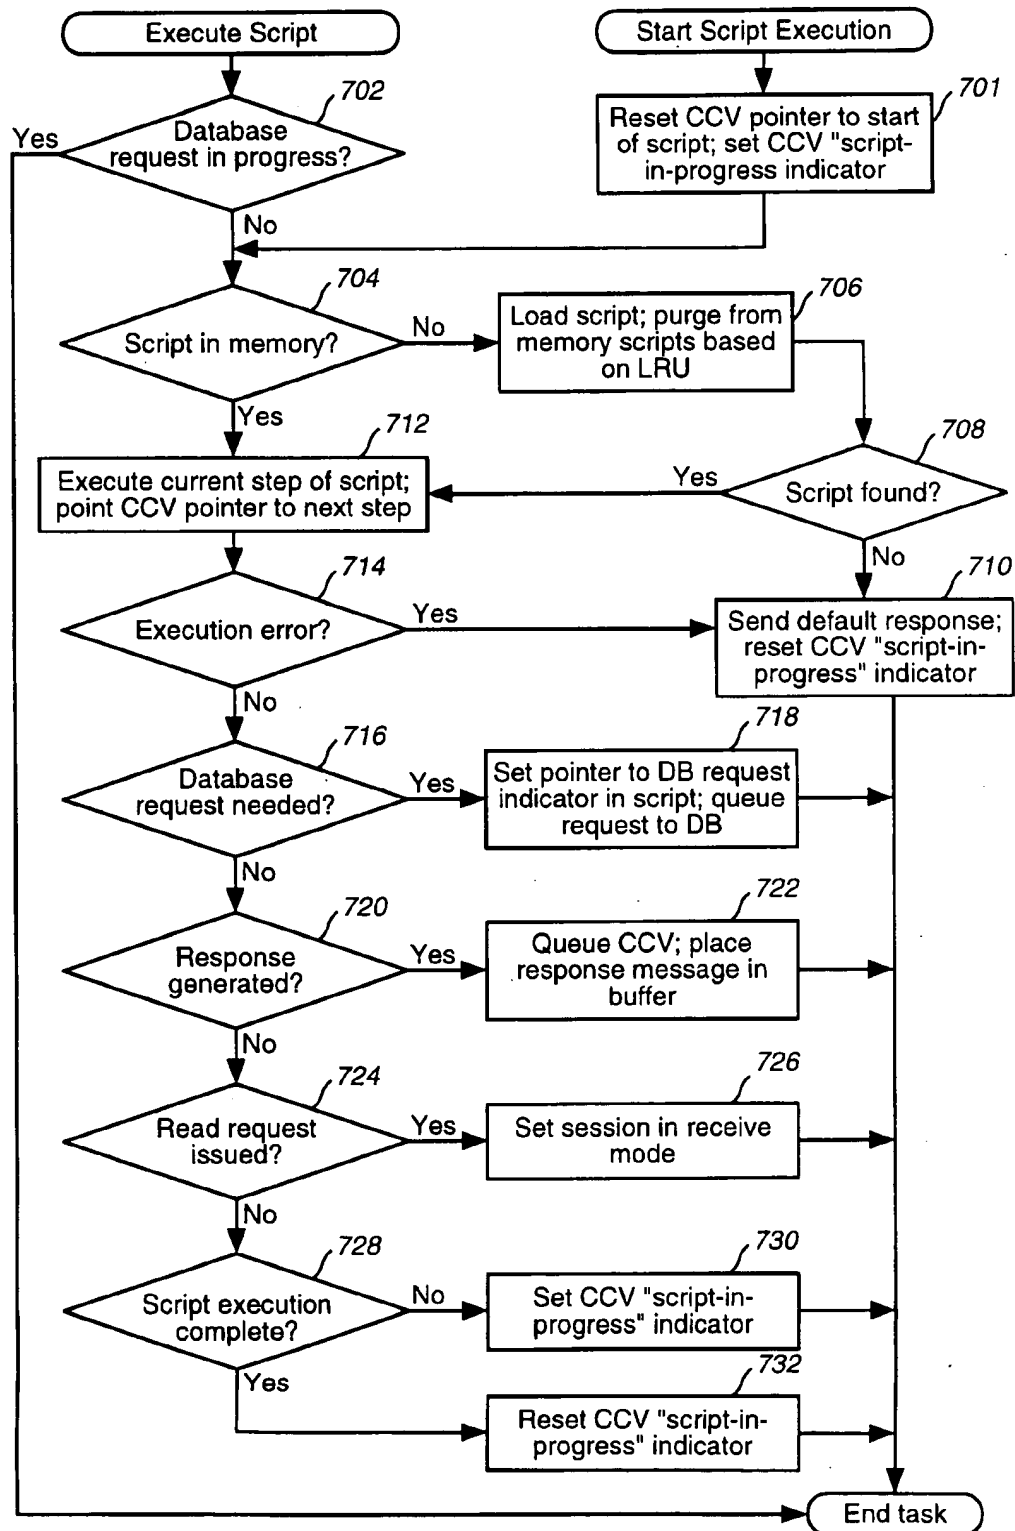 Execute Script
Start Script Execution
702
701
Yes
Database
request in progress?
Reset CCV pointer to start
of script; set CCV "script-
in-progress indicator
No
704
706
Script in memory?
No
Load script; purge from
memory scripts based
on LRU
Yes
712
708
Execute current step of script;
point CCV pointer to next step
Yes
Script found?
No
714
710
Execution error?
Yes
Send default response;
reset CCV "script-in-
progress" indicator
No
716
718
Database
request needed?
Yes
Set pointer to DB request
indicator in script; queue
request to DB
No
720
722
Response
generated?
Yes
Queue CCV; place
response message in
buffer
No
724
726
Read request
issued?
Yes
Set session in receive
mode
No
728
730
Script execution
complete?
No
Set CCV "script-in-
progress" indicator
Yes
732
Reset CCV "script-in-
progress" indicator
End task